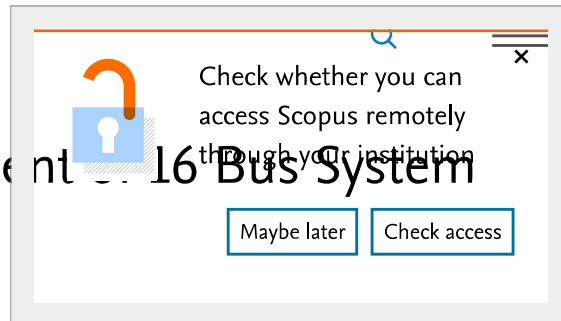 Check whether you can
access Scopus remotely
through your institution
16 Bus System
Maybe later
Check access